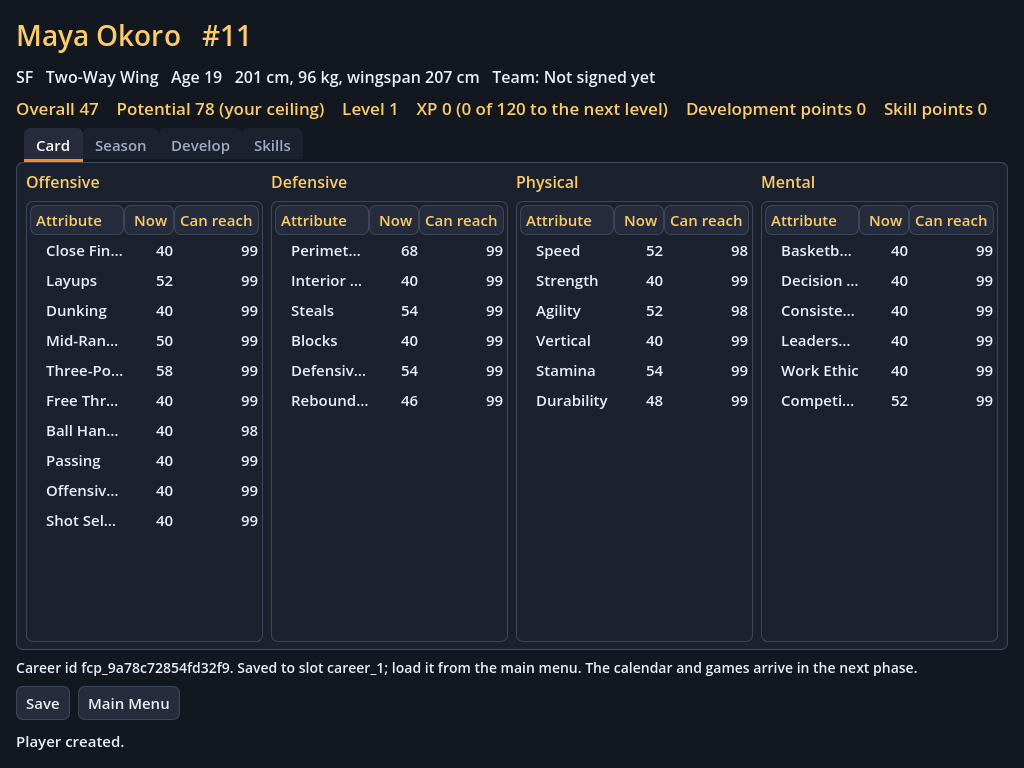 Maya Okoro #11
SF Two-Way Wing Age 19 201 cm, 96 kg, wingspan 207 cm Team: Not signed yet
Overall 47 Potential 78 (your ceiling) Level 1 XP 0 (0 of 120 to the next level) Development points 0 Skill points 0
Card Season Develop Skills
Offensive
Attribute Now Can reach
Close Fin... 40 99
Layups 52 99
Dunking 40 99
Mid-Ran... 50 99
Three-Po... 58 99
Free Thr... 40 99
Ball Han... 40 98
Passing 40 99
Offensiv... 40 99
Shot Sel... 40 99
Defensive
Attribute Now Can reach
Perimet... 68 99
Interior ... 40 99
Steals 54 99
Blocks 40 99
Defensiv... 54 99
Rebound... 46 99
Physical
Attribute Now Can reach
Speed 52 98
Strength 40 99
Agility 52 98
Vertical 40 99
Stamina 54 99
Durability 48 99
Mental
Attribute Now Can reach
Basketb... 40 99
Decision ... 40 99
Consiste... 40 99
Leaders... 40 99
Work Ethic 40 99
Competi... 52 99
Career id fcp_9a78c72854fd32f9. Saved to slot career_1; load it from the main menu. The calendar and games arrive in the next phase.
Save Main Menu
Player created.